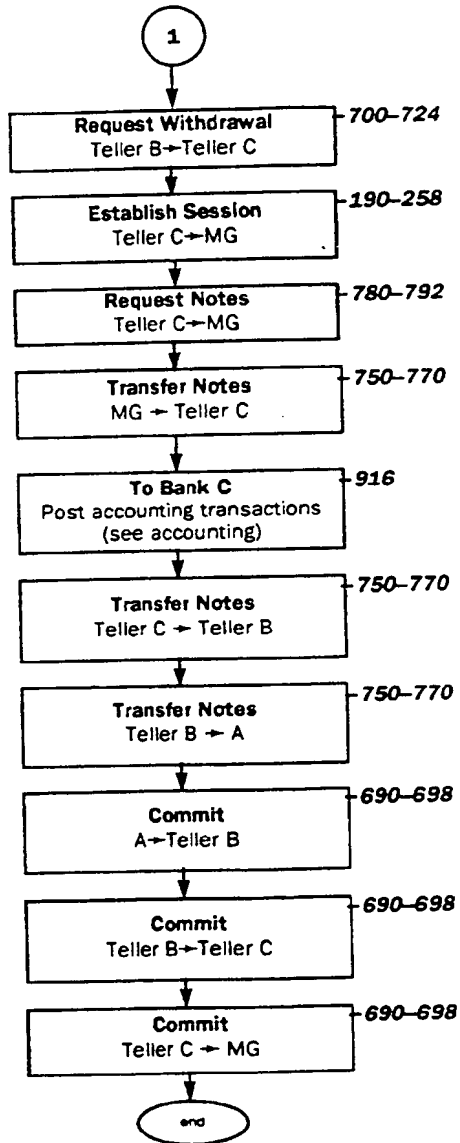 1
Request Withdrawal
Teller B→Teller C
700–724
Establish Session
Teller C→MG
190–258
Request Notes
Teller C→MG
780–792
Transfer Notes
MG → Teller C
750–770
To Bank C
Post accounting transactions
(see accounting)
916
Transfer Notes
Teller C → Teller B
750–770
Transfer Notes
Teller B → A
750–770
Commit
A→Teller B
690–698
Commit
Teller B→Teller C
690–698
Commit
Teller C → MG
690–698
end